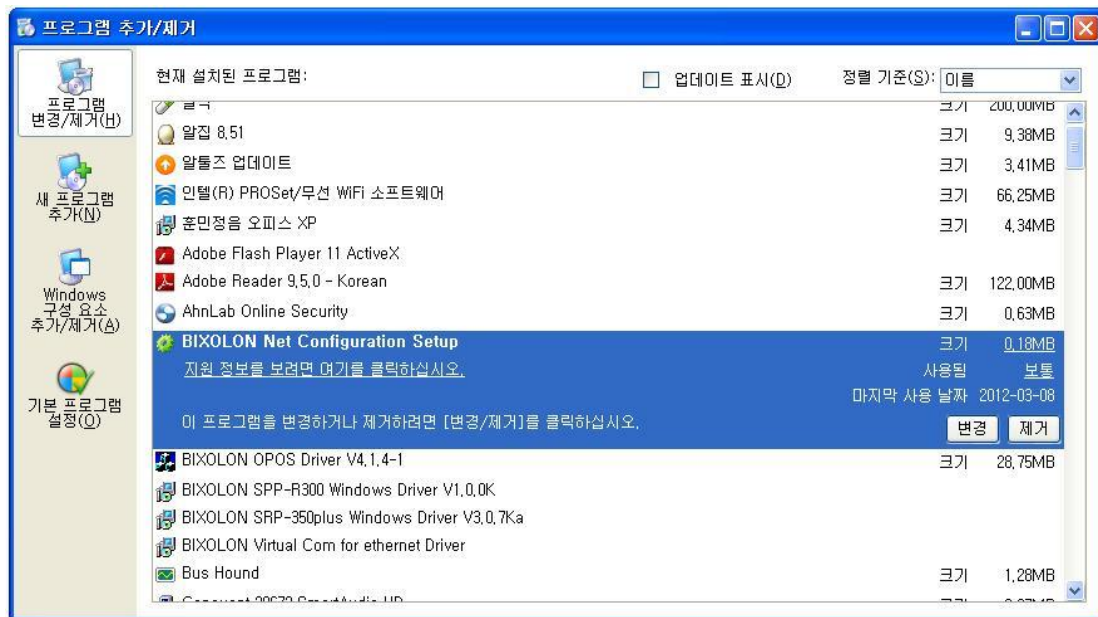 프로그램 추가/제거
프로그램
변경/제거(H)
새 프로그램
추가(N)
Windows
구성 요소
추가/제거(A)
기본 프로그램
설정(O)
현재 설치된 프로그램:
업데이트 표시(D)
정렬 기준(S): 이름
크기 200,00MB
알집 8,51 크기 9,38MB
알툴즈 업데이트 크기 3,41MB
인텔(R) PROSet/무선 WiFi 소프트웨어 크기 66,25MB
훈민정음 오피스 XP 크기 4,34MB
Adobe Flash Player 11 ActiveX
Adobe Reader 9,5,0 - Korean 크기 122,00MB
AhnLab Online Security 크기 0,63MB
BIXOLON Net Configuration Setup 크기 0,18MB
지원 정보를 보려면 여기를 클릭하십시오, 사용됨 보통
마지막 사용 날짜 2012-03-08
이 프로그램을 변경하거나 제거하려면 [변경/제거]를 클릭하십시오, 변경 제거
BIXOLON OPOS Driver V4,1,4-1 크기 28,75MB
BIXOLON SPP-R300 Windows Driver V1,0,0K
BIXOLON SRP-350plus Windows Driver V3,0,7Ka
BIXOLON Virtual Com for ethernet Driver
Bus Hound 크기 1,28MB